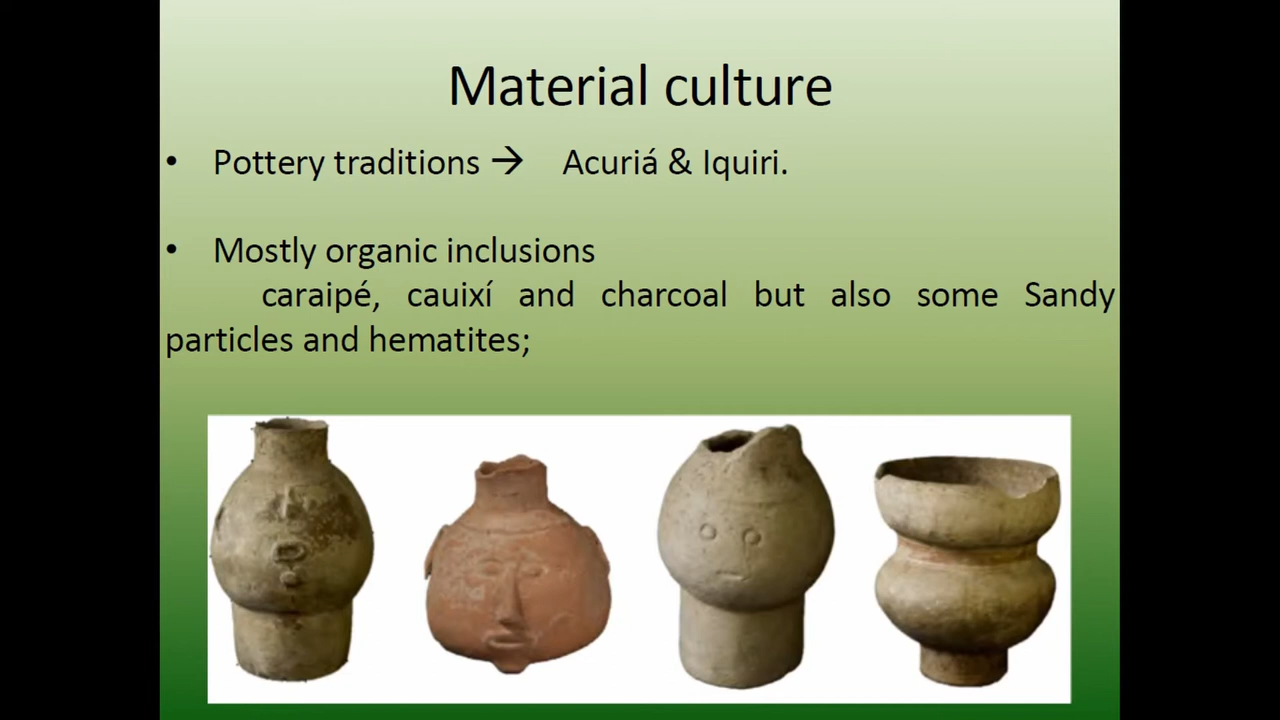 Material culture
• Pottery traditions → Acuriá & Iquiri.
• Mostly organic inclusions
caraipé, cauixí and charcoal but also some Sandy
particles and hematites;